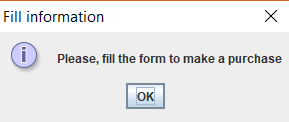 Fill information
Please, fill the form to make a purchase
OK